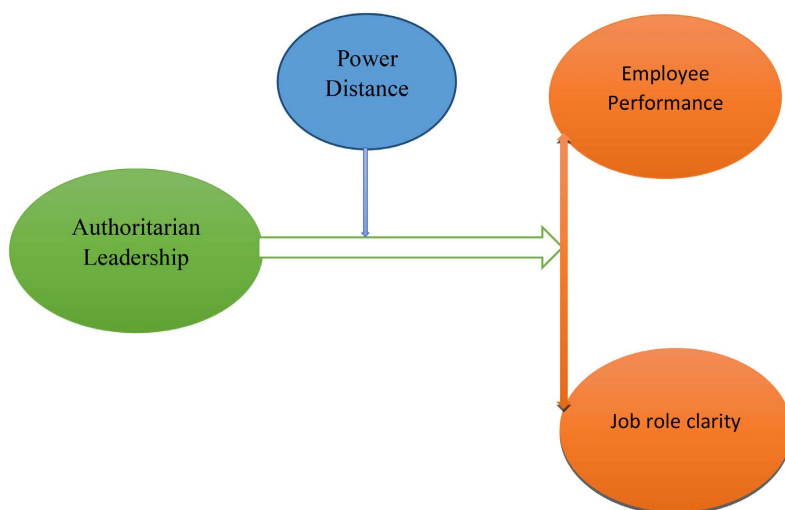 Power
Distance
Employee
Performance
Authoritarian
Leadership
Job role clarity